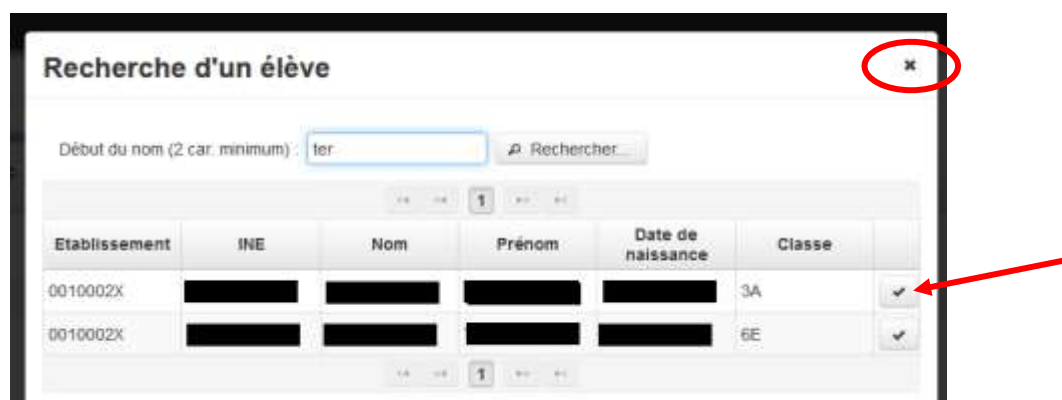 Recherche d'un élève
Début du nom (2 car. minimum) : ter Rechercher...
1
Etablissement INE Nom Prénom Date de naissance Classe
0010002X 3A
0010002X 6E
1